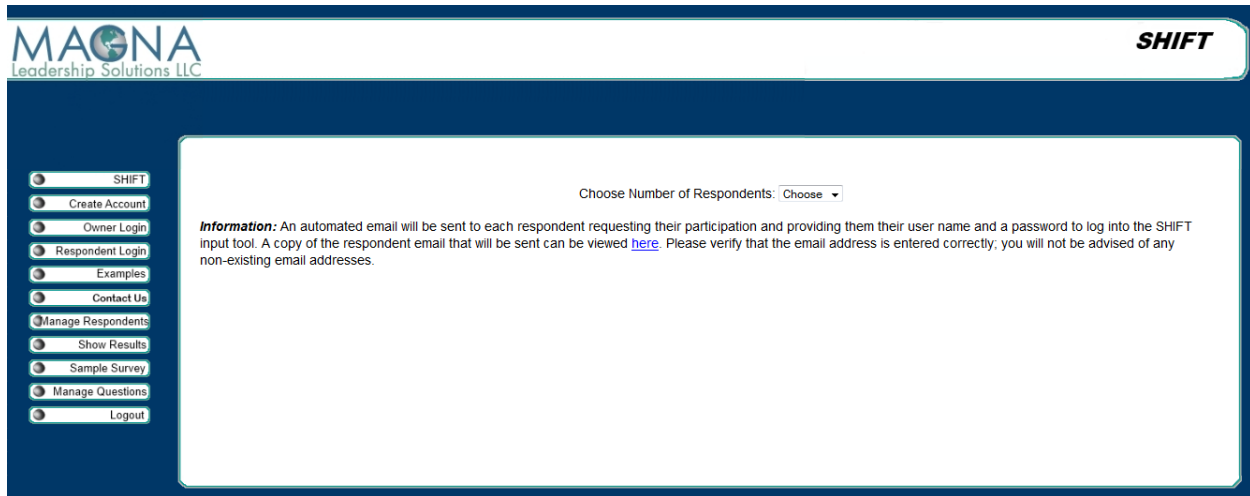 MAGNA
Leadership Solutions LLC
SHIFT
SHIFT
Create Account
Owner Login
Respondent Login
Examples
Contact Us
Manage Respondents
Show Results
Sample Survey
Manage Questions
Logout
Choose Number of Respondents: Choose
Information: An automated email will be sent to each respondent requesting their participation and providing them their user name and a password to log into the SHIFT
input tool. A copy of the respondent email that will be sent can be viewed here. Please verify that the email address is entered correctly; you will not be advised of any
non-existing email addresses.